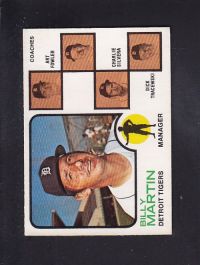 COACHES
ART
FOWLER
CHARLIE
SILVERA
DICK
TRACEWSKI
BILLY
MARTIN
MANAGER
DETROIT TIGERS